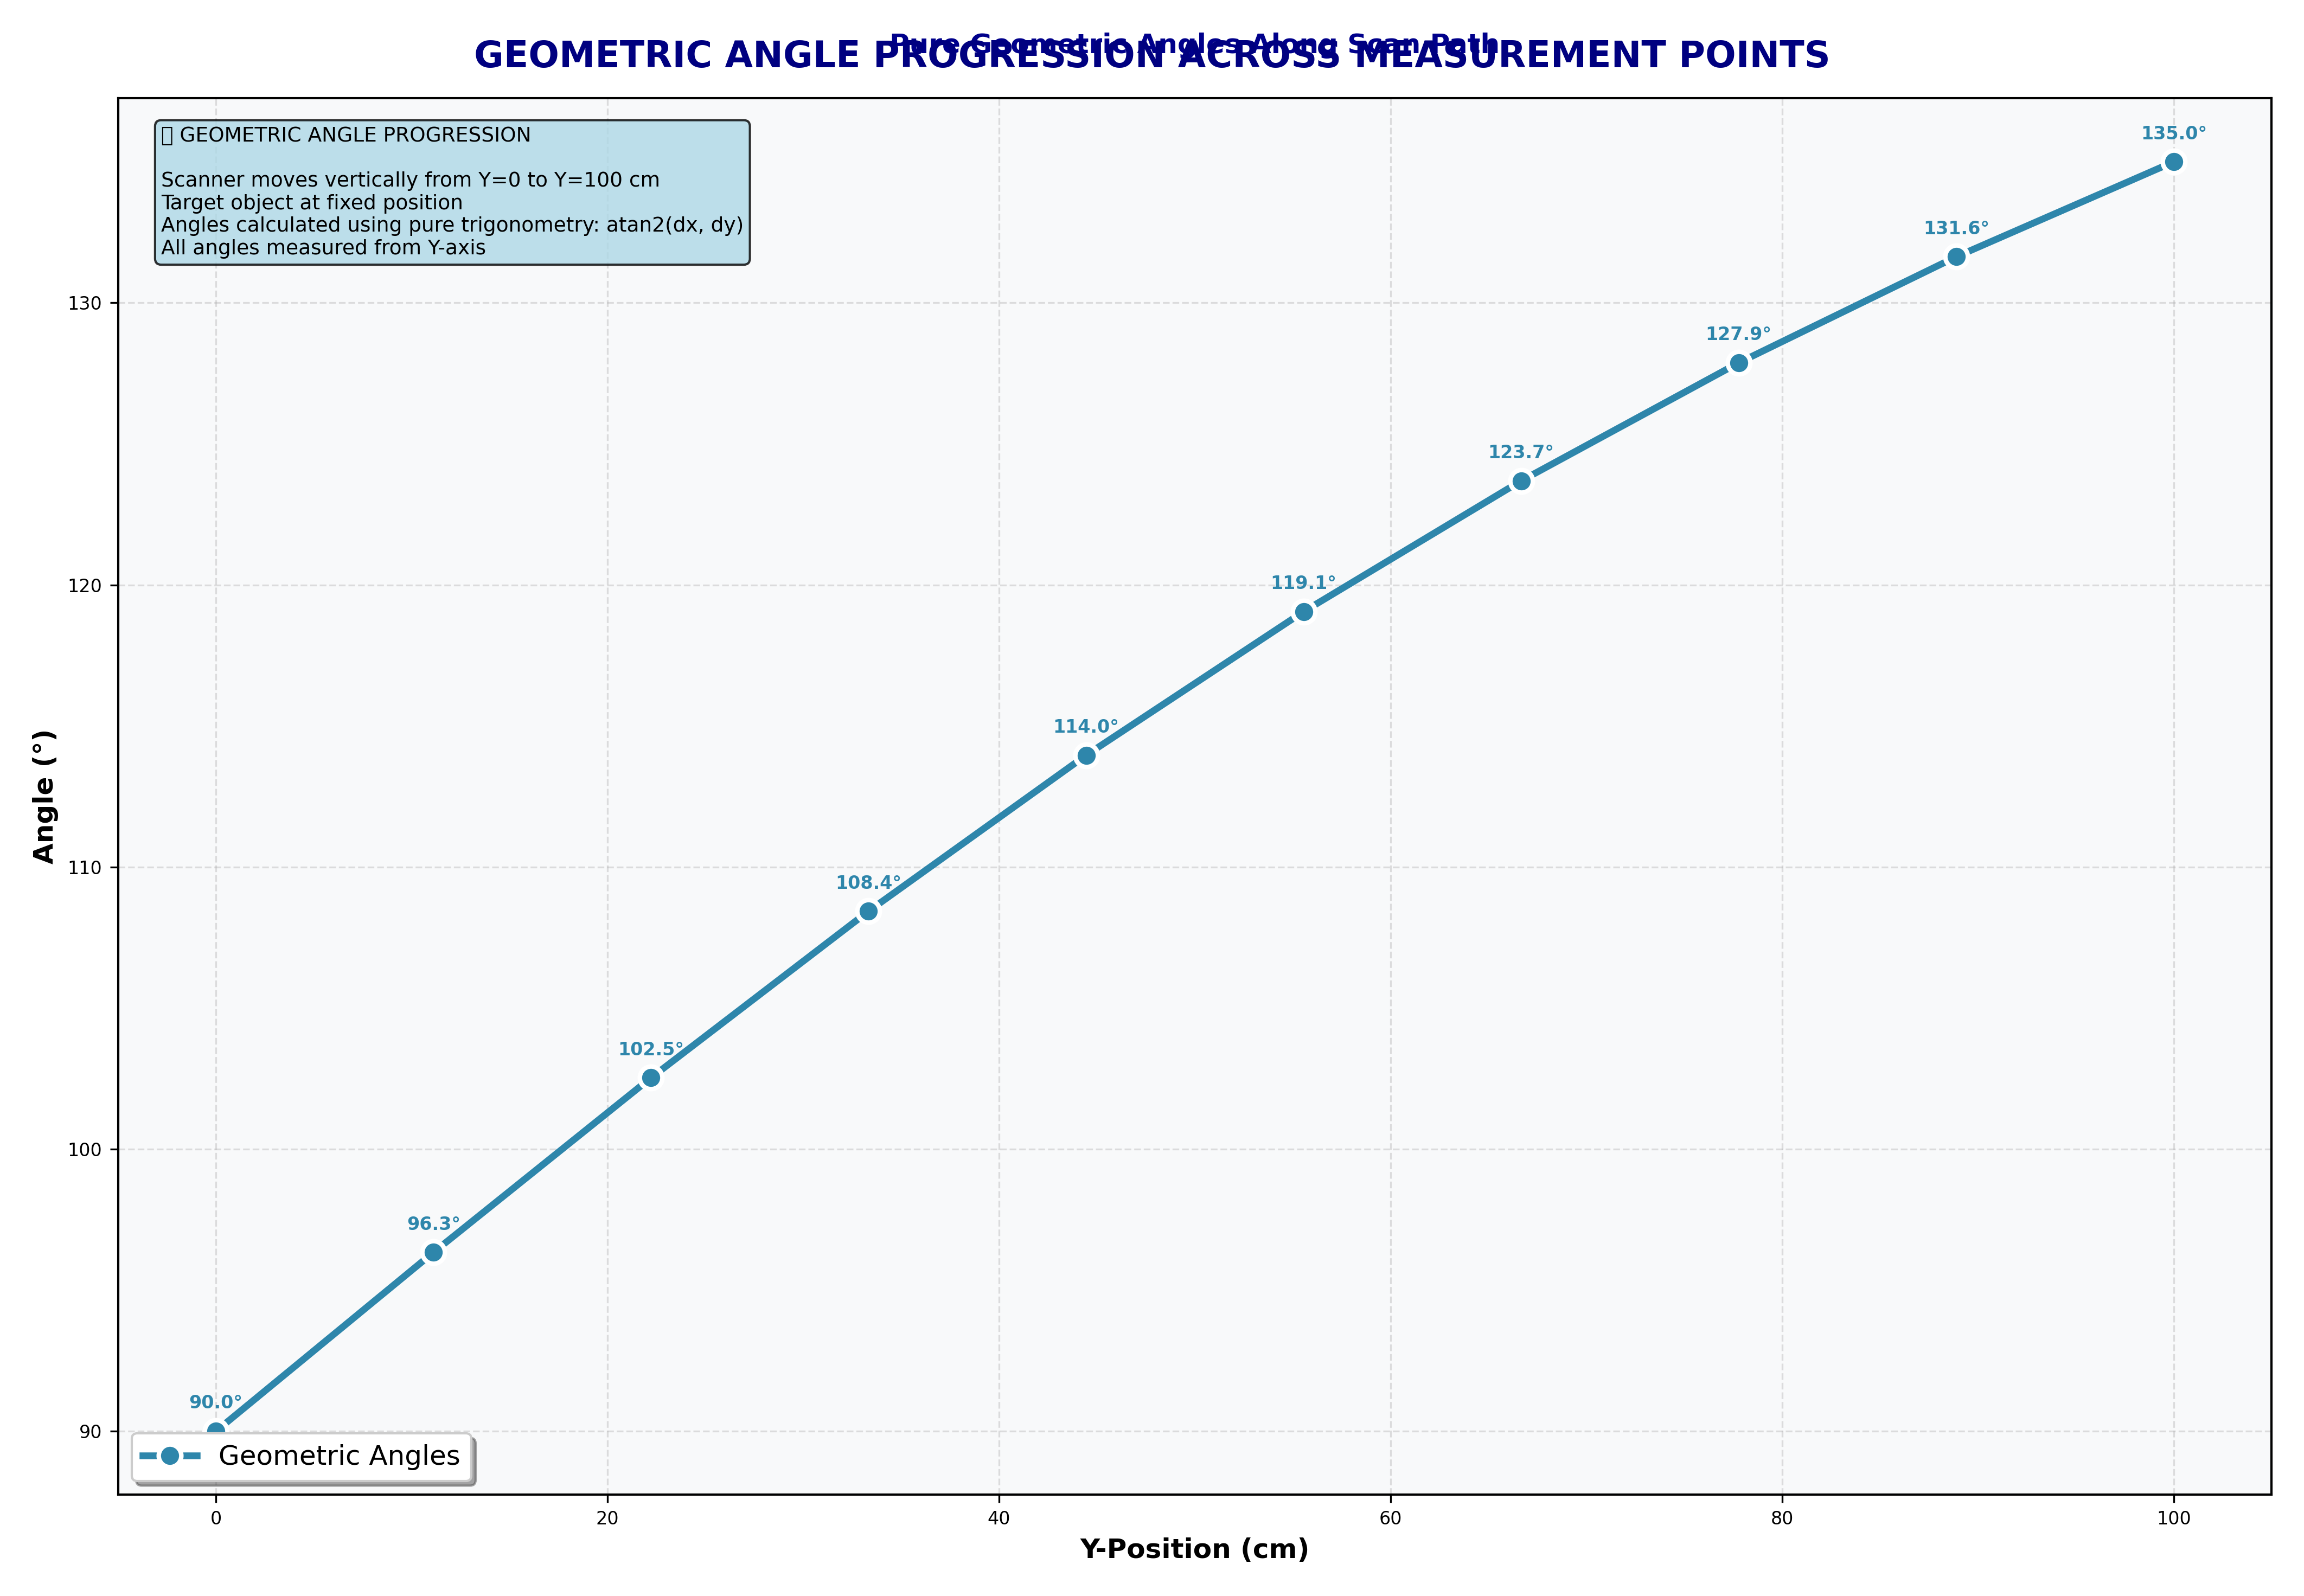 Pure Geometric Angles Along Scan Path
GEOMETRIC ANGLE PROGRESSION ACROSS MEASUREMENT POINTS
GEOMETRIC ANGLE PROGRESSION
Scanner moves vertically from Y=0 to Y=100 cm
Target object at fixed position
Angles calculated using pure trigonometry: atan2(dx, dy)
All angles measured from Y-axis
135.0°
131.6°
127.9°
123.7°
119.1°
114.0°
108.4°
102.5°
96.3°
90.0°
130
120
110
100
90
Angle (°)
Geometric Angles
0 20 40 60 80 100
Y-Position (cm)